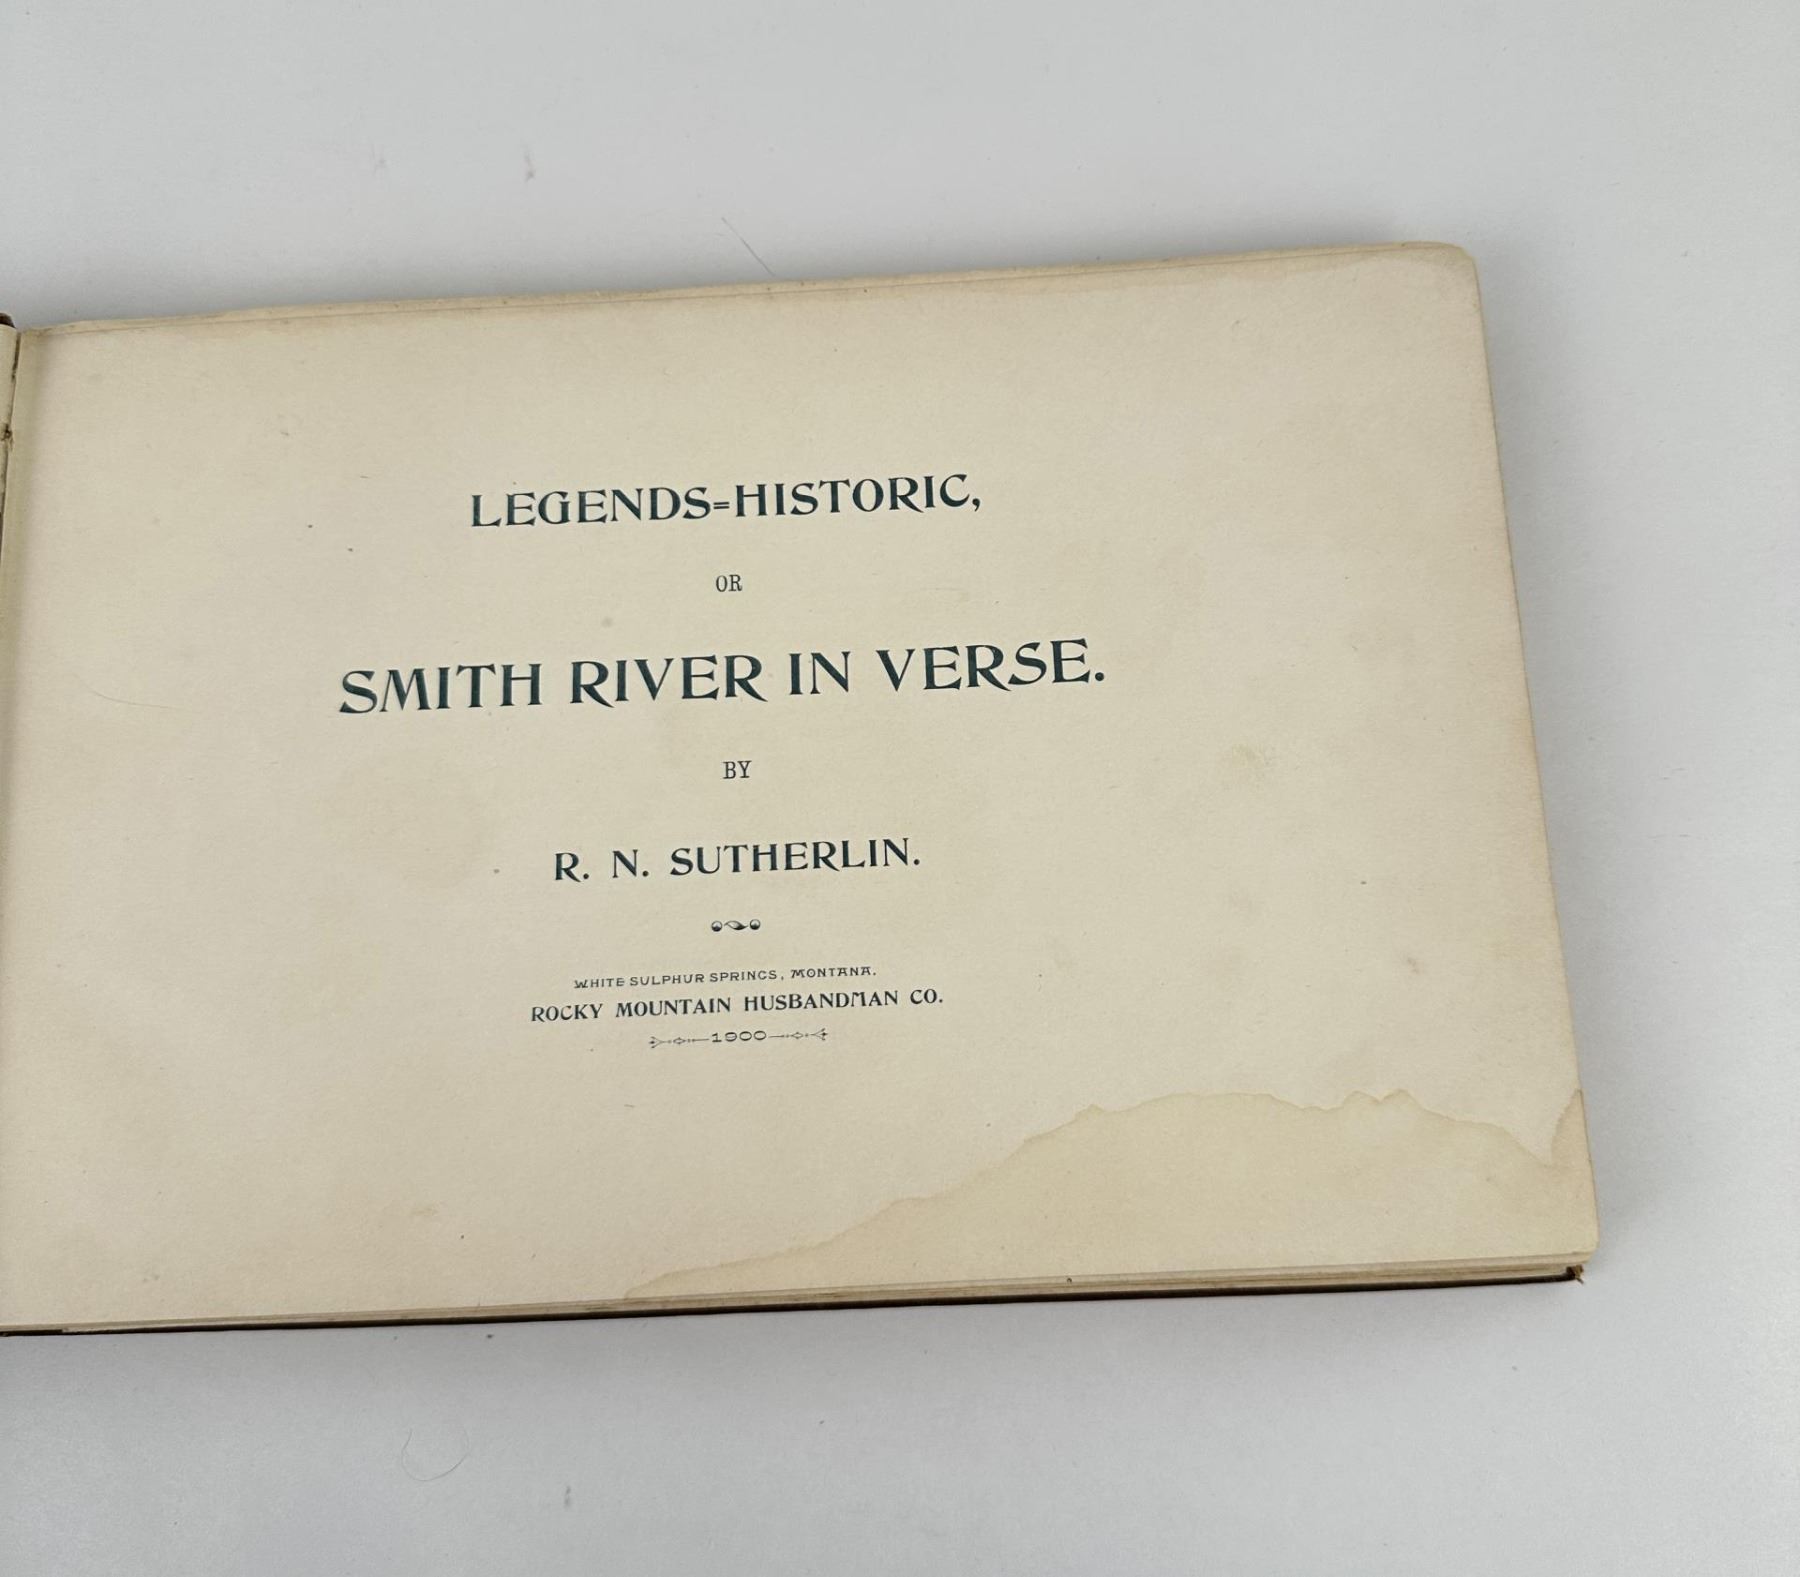 LEGENDS=HISTORIC,
OR
SMITH RIVER IN VERSE.
BY
R. N. SUTHERLIN.
WHITE SULPHUR SPRINGS, MONTANA.
ROCKY MOUNTAIN HUSBANDMAN CO.
1900